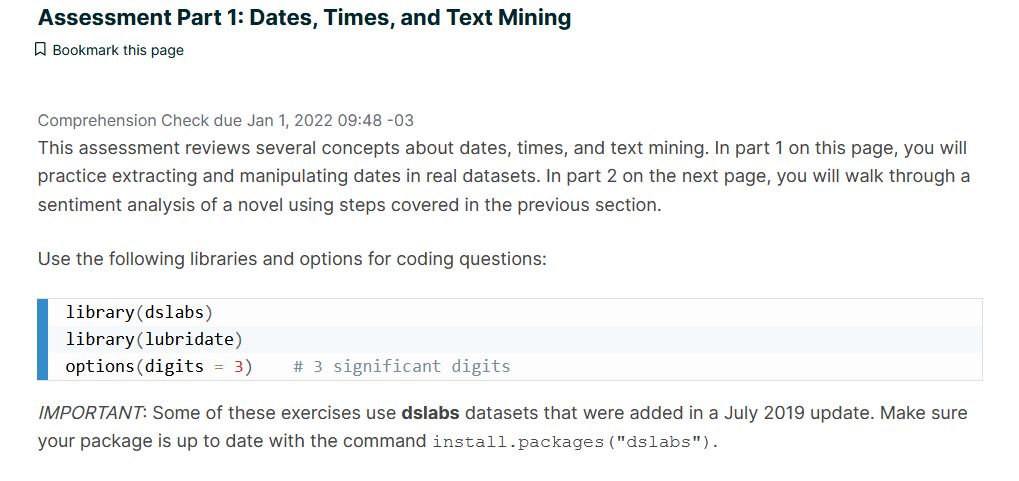 Assessment Part 1: Dates, Times, and Text Mining
Bookmark this page
Comprehension Check due Jan 1, 2022 09:48 -03
This assessment reviews several concepts about dates, times, and text mining. In part 1 on this page, you will
practice extracting and manipulating dates in real datasets. In part 2 on the next page, you will walk through a
sentiment analysis of a novel using steps covered in the previous section.
Use the following libraries and options for coding questions:
library(dslabs)
library(lubridate)
options(digits = 3)    # 3 significant digits
IMPORTANT: Some of these exercises use dslabs datasets that were added in a July 2019 update. Make sure
your package is up to date with the command install.packages("dslabs").